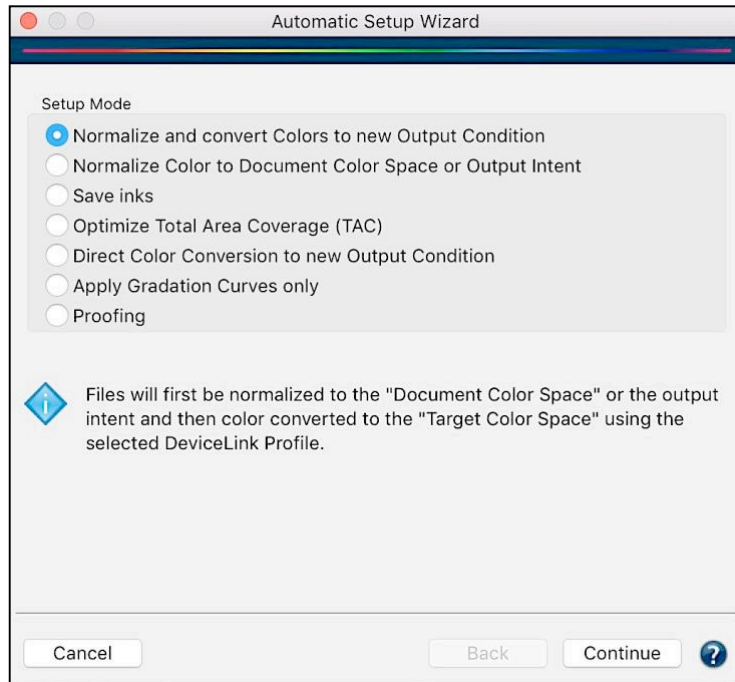 Automatic Setup Wizard
Setup Mode
Normalize and convert Colors to new Output Condition
Normalize Color to Document Color Space or Output Intent
Save inks
Optimize Total Area Coverage (TAC)
Direct Color Conversion to new Output Condition
Apply Gradation Curves only
Proofing
Files will first be normalized to the "Document Color Space" or the output
intent and then color converted to the "Target Color Space" using the
selected DeviceLink Profile.
Cancel
Back
Continue
?